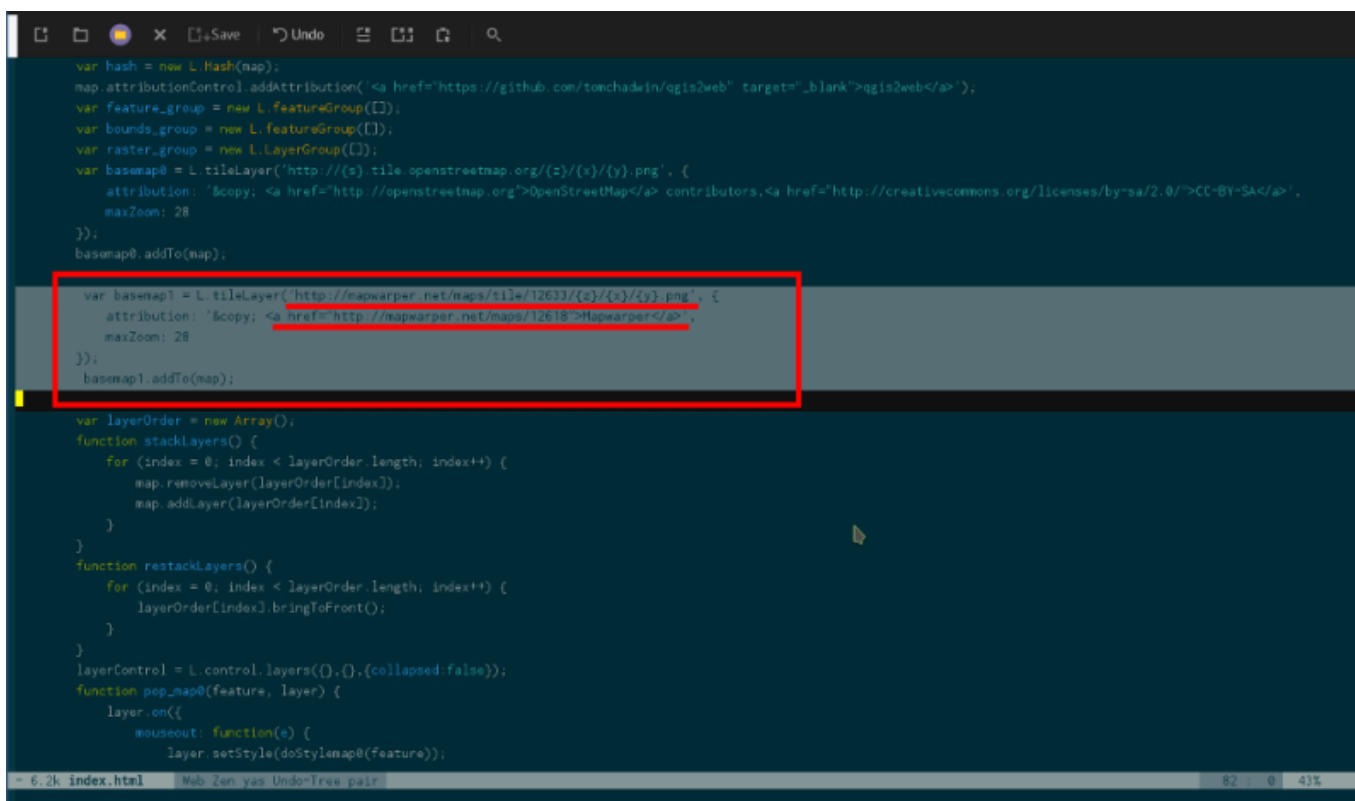 Save Undo
var hash = new L.Hash(map);
map.attributionControl.addAttribution('<a href="https://github.com/tomchadwin/qgis2web" target="_blank">qgis2web</a>');
var feature_group = new L.featureGroup([]);
var bounds_group = new L.featureGroup([]);
var raster_group = new L.LayerGroup([]);
var basemap0 = L.tileLayer('http://{s}.tile.openstreetmap.org/{z}/{x}/{y}.png', {
attribution: '&copy; <a href="http://openstreetmap.org">OpenStreetMap</a> contributors,<a href="http://creativecommons.org/licenses/by-sa/2.0/">CC-BY-SA</a>',
maxZoom: 28
});
basemap0.addTo(map);
var basemap1 = L.tileLayer('http://mapwarper.net/maps/tile/12633/{z}/{x}/{y}.png', {
attribution: '&copy; <a href="http://mapwarper.net/maps/12618">Mapwarper</a>',
maxZoom: 28
});
basemap1.addTo(map);
var layerOrder = new Array();
function stackLayers() {
for (index = 0; index < layerOrder.length; index++) {
map.removeLayer(layerOrder[index]);
map.addLayer(layerOrder[index]);
}
}
function restackLayers() {
for (index = 0; index < layerOrder.length; index++) {
layerOrder[index].bringToFront();
}
}
layerControl = L.control.layers({},{},{collapsed:false});
function pop_map0(feature, layer) {
layer.on({
mouseout: function(e) {
layer.setStyle(doStylemap0(feature));
- 6.2k index.html Web Zen yas Undo-Tree pair 82 : 0 43%